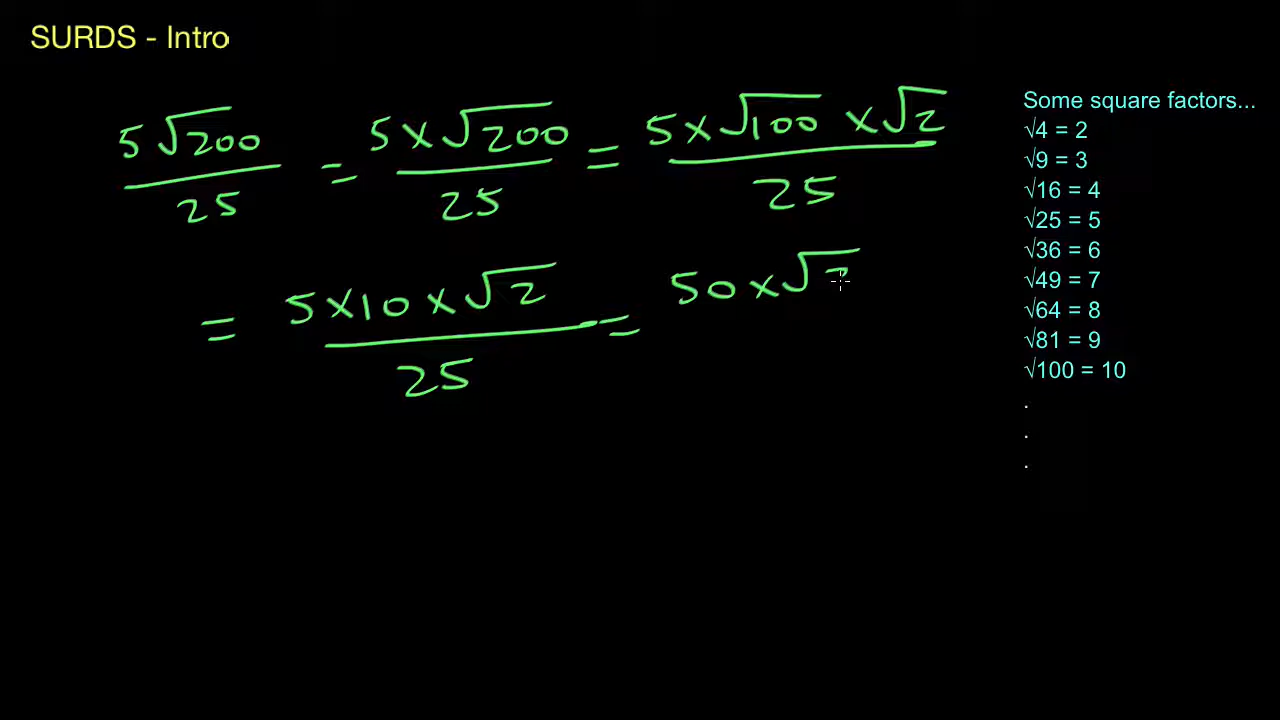 SURDS - Intro
5√200 / 25 = 5 x √200 / 25 = 5 x √100 x √2 / 25
= 5 x 10 x √2 / 25 = 50 x √
Some square factors...
√4 = 2
√9 = 3
√16 = 4
√25 = 5
√36 = 6
√49 = 7
√64 = 8
√81 = 9
√100 = 10
.
.
.